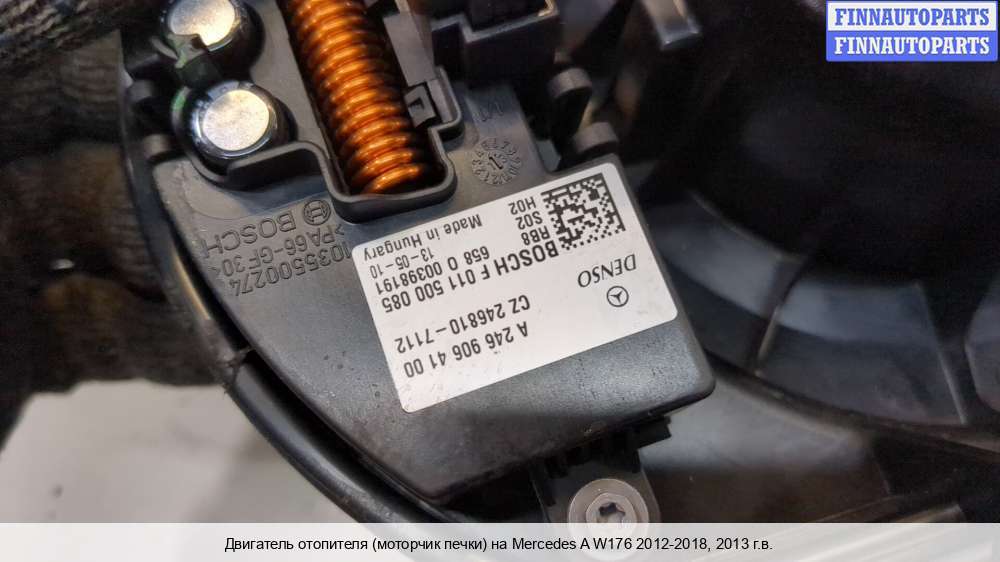 FINNAUTOPARTS
FINNAUTOPARTS
A 246 906 41 00
CZ 246810-7112
DENSO
BOSCH F 011 500 085
658 0 00398191
13-05-10
Made in Hungary
AB8
S02
H02
1035500274
>PA66-GF30<
BOSCH
Двигатель отопителя (моторчик печки) на Mercedes A W176 2012-2018, 2013 г.в.